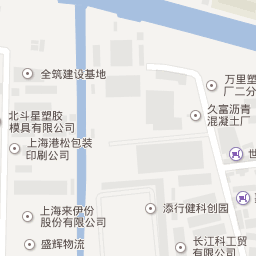 全筑建设基地
万里塑
厂二分
北斗星塑胶
模具有限公司
久富沥青
混凝土厂
上海港松包装
印刷公司
世
上海来伊份
股份有限公司
添行健科创园
盛辉物流
长江科工贸
有限公司